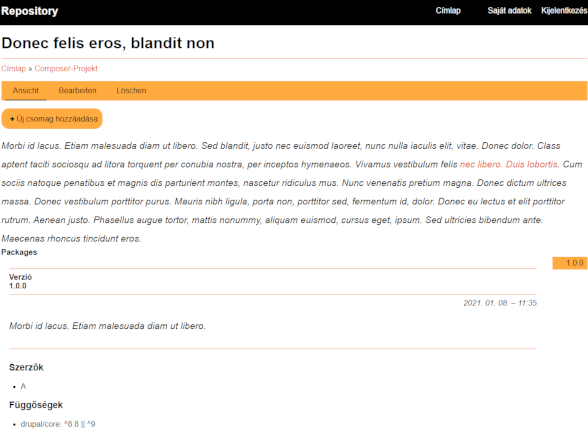 Repository
Címlap Saját adatok Kijelentkezés
Donec felis eros, blandit non
Címlap » Composer-Projekt
Ansicht Bearbeiten Löschen
+ Új csomag hozzáadása
Morbi id lacus. Etiam malesuada diam ut libero. Sed blandit, justo nec euismod laoreet, nunc nulla iaculis elit, vitae. Donec dolor. Class
aptent taciti sociosqu ad litora torquent per conubia nostra, per inceptos hymenaeos. Vivamus vestibulum felis nec libero. Duis lobortis. Cum
sociis natoque penatibus et magnis dis parturient montes, nascetur ridiculus mus. Nunc venenatis pretium magna. Donec dictum ultrices
massa. Donec vestibulum porttitor purus. Mauris nibh ligula, porta non, porttitor sed, fermentum id, dolor. Donec eu lectus et elit porttitor
rutrum. Aenean justo. Phasellus augue tortor, mattis nonummy, aliquam euismod, cursus eget, ipsum. Sed ultricies bibendum ante.
Maecenas rhoncus tincidunt eros.
Packages
1.0.0
Verzió
1.0.0
2021. 01. 08. – 11:35
Morbi id lacus. Etiam malesuada diam ut libero.
Szerzők
• A
Függőségek
• drupal/core: ^8.8 || ^9